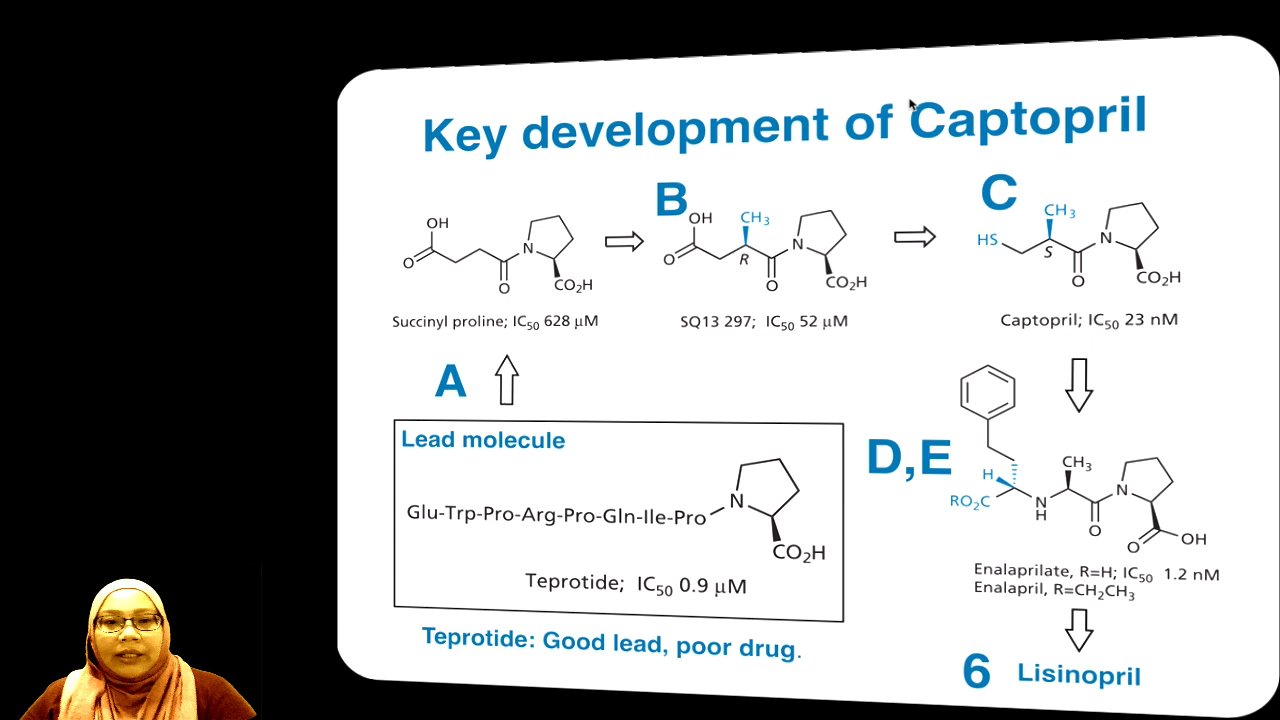 Key development of Captopril
B
C
OH
O
N
O
CO₂H
OH
CH₃
O
R
N
O
CO₂H
HS
CH₃
S
N
O
CO₂H
Succinyl proline; IC₅₀ 628 μM
SQ13 297; IC₅₀ 52 μM
Captopril; IC₅₀ 23 nM
A
Lead molecule
Glu-Trp-Pro-Arg-Pro-Gln-Ile-Pro
N
CO₂H
Teprotide; IC₅₀ 0.9 μM
Teprotide: Good lead, poor drug.
D,E
H
RO₂C
N
H
CH₃
O
N
O
OH
Enalaprilate, R=H; IC₅₀ 1.2 nM
Enalapril, R=CH₂CH₃
6 Lisinopril